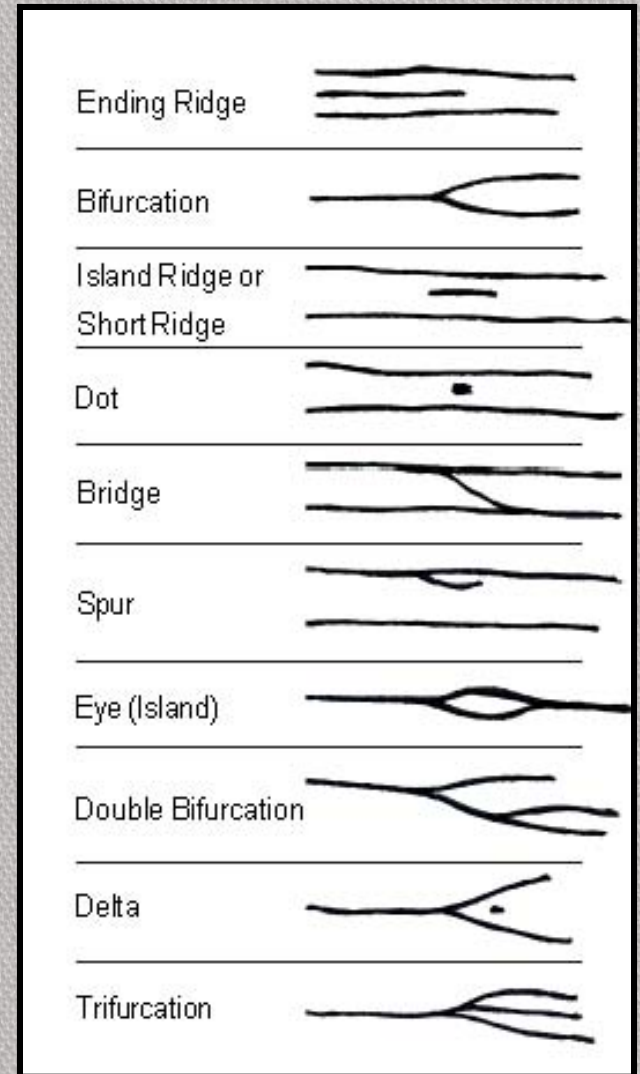 Ending Ridge
Bifurcation
Island Ridge or
Short Ridge
Dot
Bridge
Spur
Eye (Island)
Double Bifurcation
Delta
Trifurcation